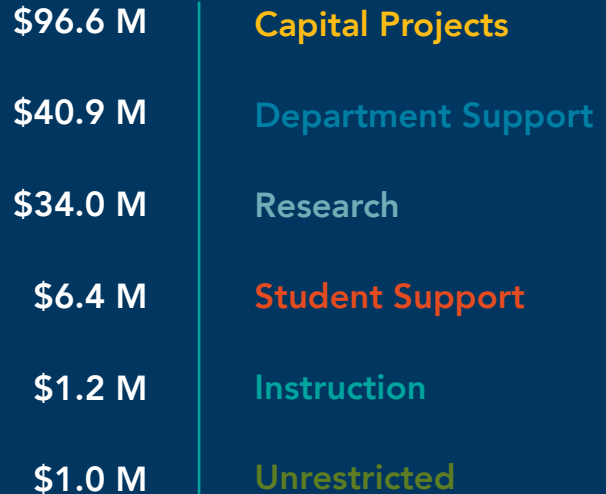 $96.6 M Capital Projects
$40.9 M Department Support
$34.0 M Research
$6.4 M Student Support
$1.2 M Instruction
$1.0 M Unrestricted